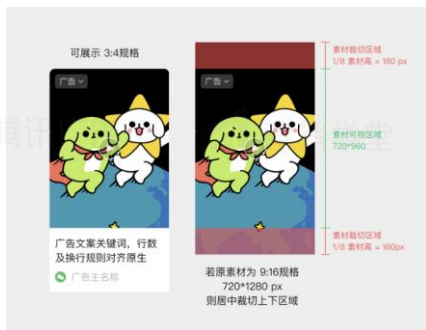 可展示 3:4规格
广告
广告文案关键词，行数
及换行规则对齐原生
广告主名称
广告
素材裁切区域
1/8 素材高 = 160 px
素材可视区域
720*960
素材裁切区域
1/8 素材高 = 160px
若原素材为 9:16规格
720*1280 px
则居中裁切上下区域